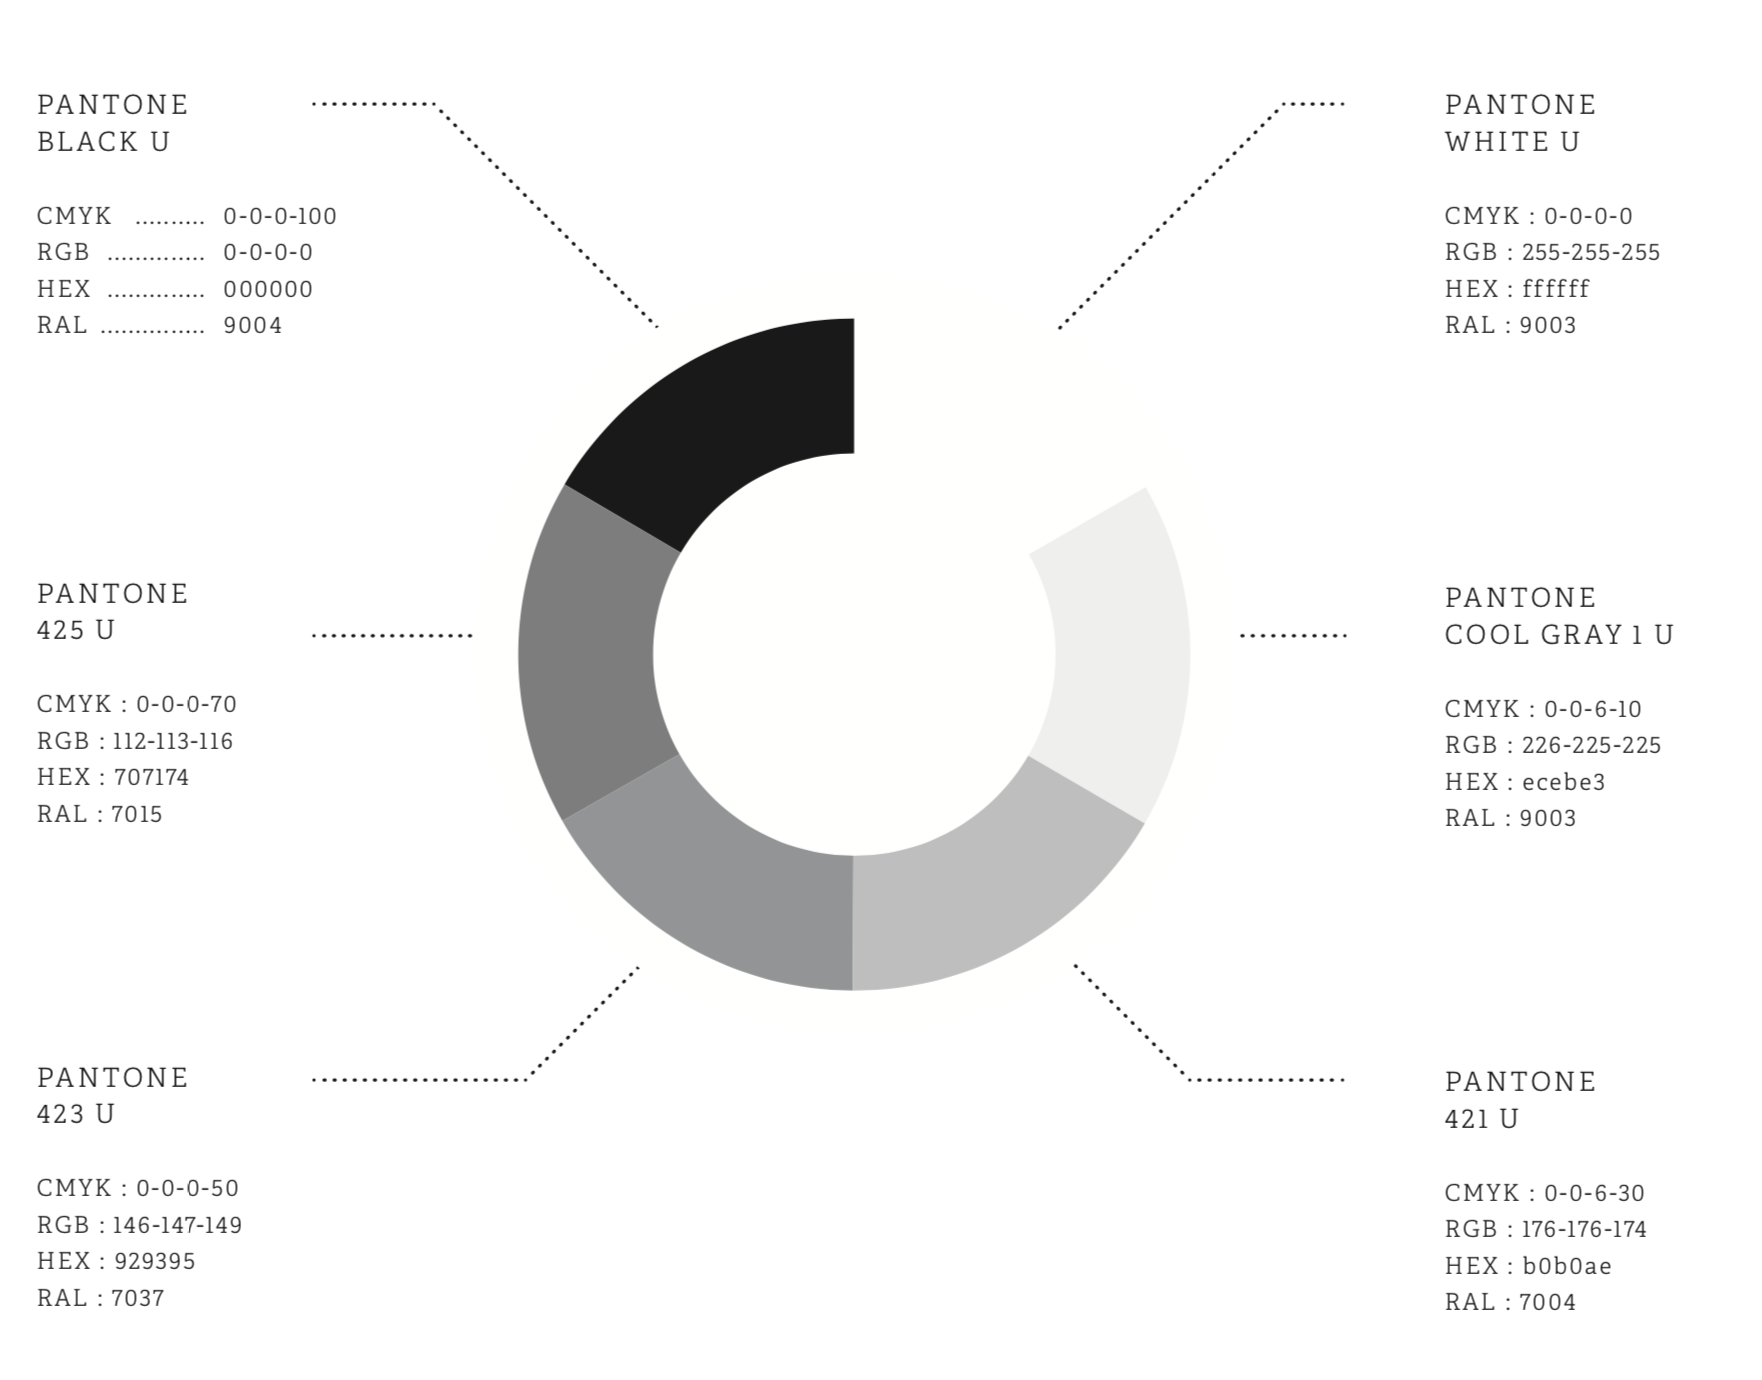 PANTONE
BLACK U
CMYK .......... 0-0-0-100
RGB .............. 0-0-0-0
HEX .............. 000000
RAL ............... 9004
PANTONE
WHITE U
CMYK : 0-0-0-0
RGB : 255-255-255
HEX : ffffff
RAL : 9003
PANTONE
425 U
CMYK : 0-0-0-70
RGB : 112-113-116
HEX : 707174
RAL : 7015
PANTONE
COOL GRAY 1 U
CMYK : 0-0-6-10
RGB : 226-225-225
HEX : ecebe3
RAL : 9003
PANTONE
423 U
CMYK : 0-0-0-50
RGB : 146-147-149
HEX : 929395
RAL : 7037
PANTONE
421 U
CMYK : 0-0-6-30
RGB : 176-176-174
HEX : b0b0ae
RAL : 7004